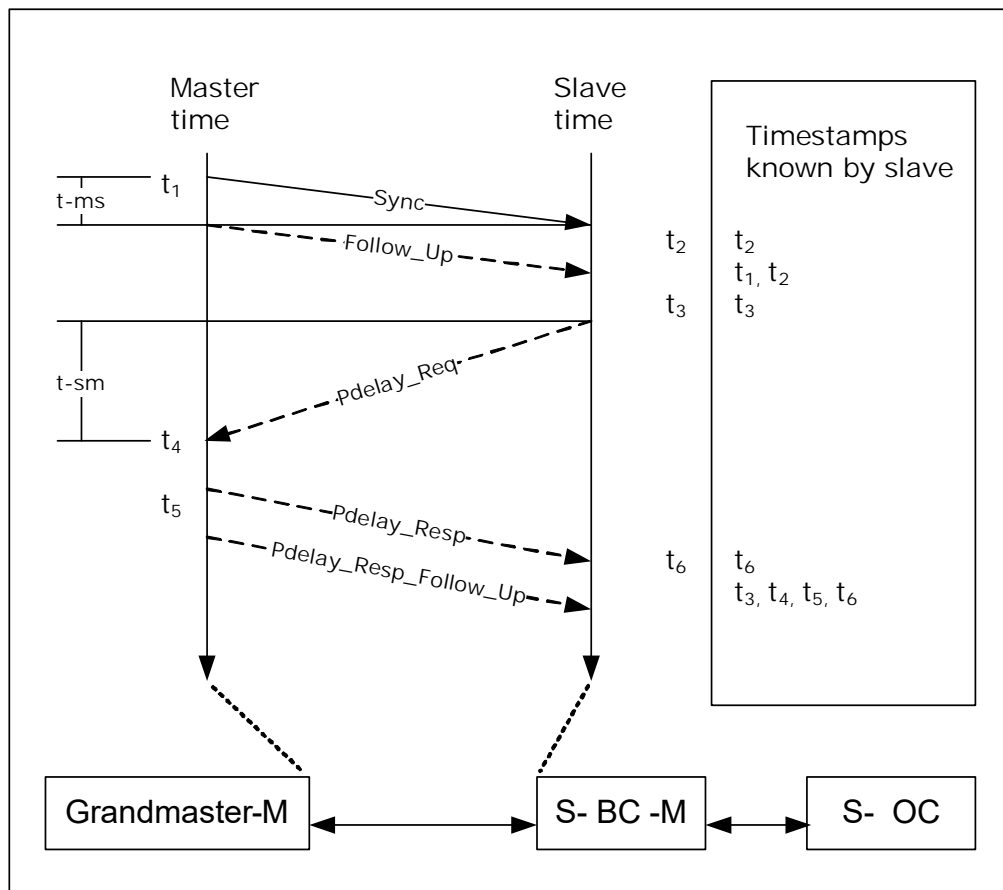 Master
time
Slave
time
Timestamps
known by slave
t₁
t-ms
Sync
Follow_Up
t₂
t₂
t₁, t₂
t₃
t₃
t-sm
Pdelay_Req
t₄
t₅
Pdelay_Resp
Pdelay_Resp_Follow_Up
t₆
t₆
t₃, t₄, t₅, t₆
Grandmaster-M
S- BC -M
S- OC